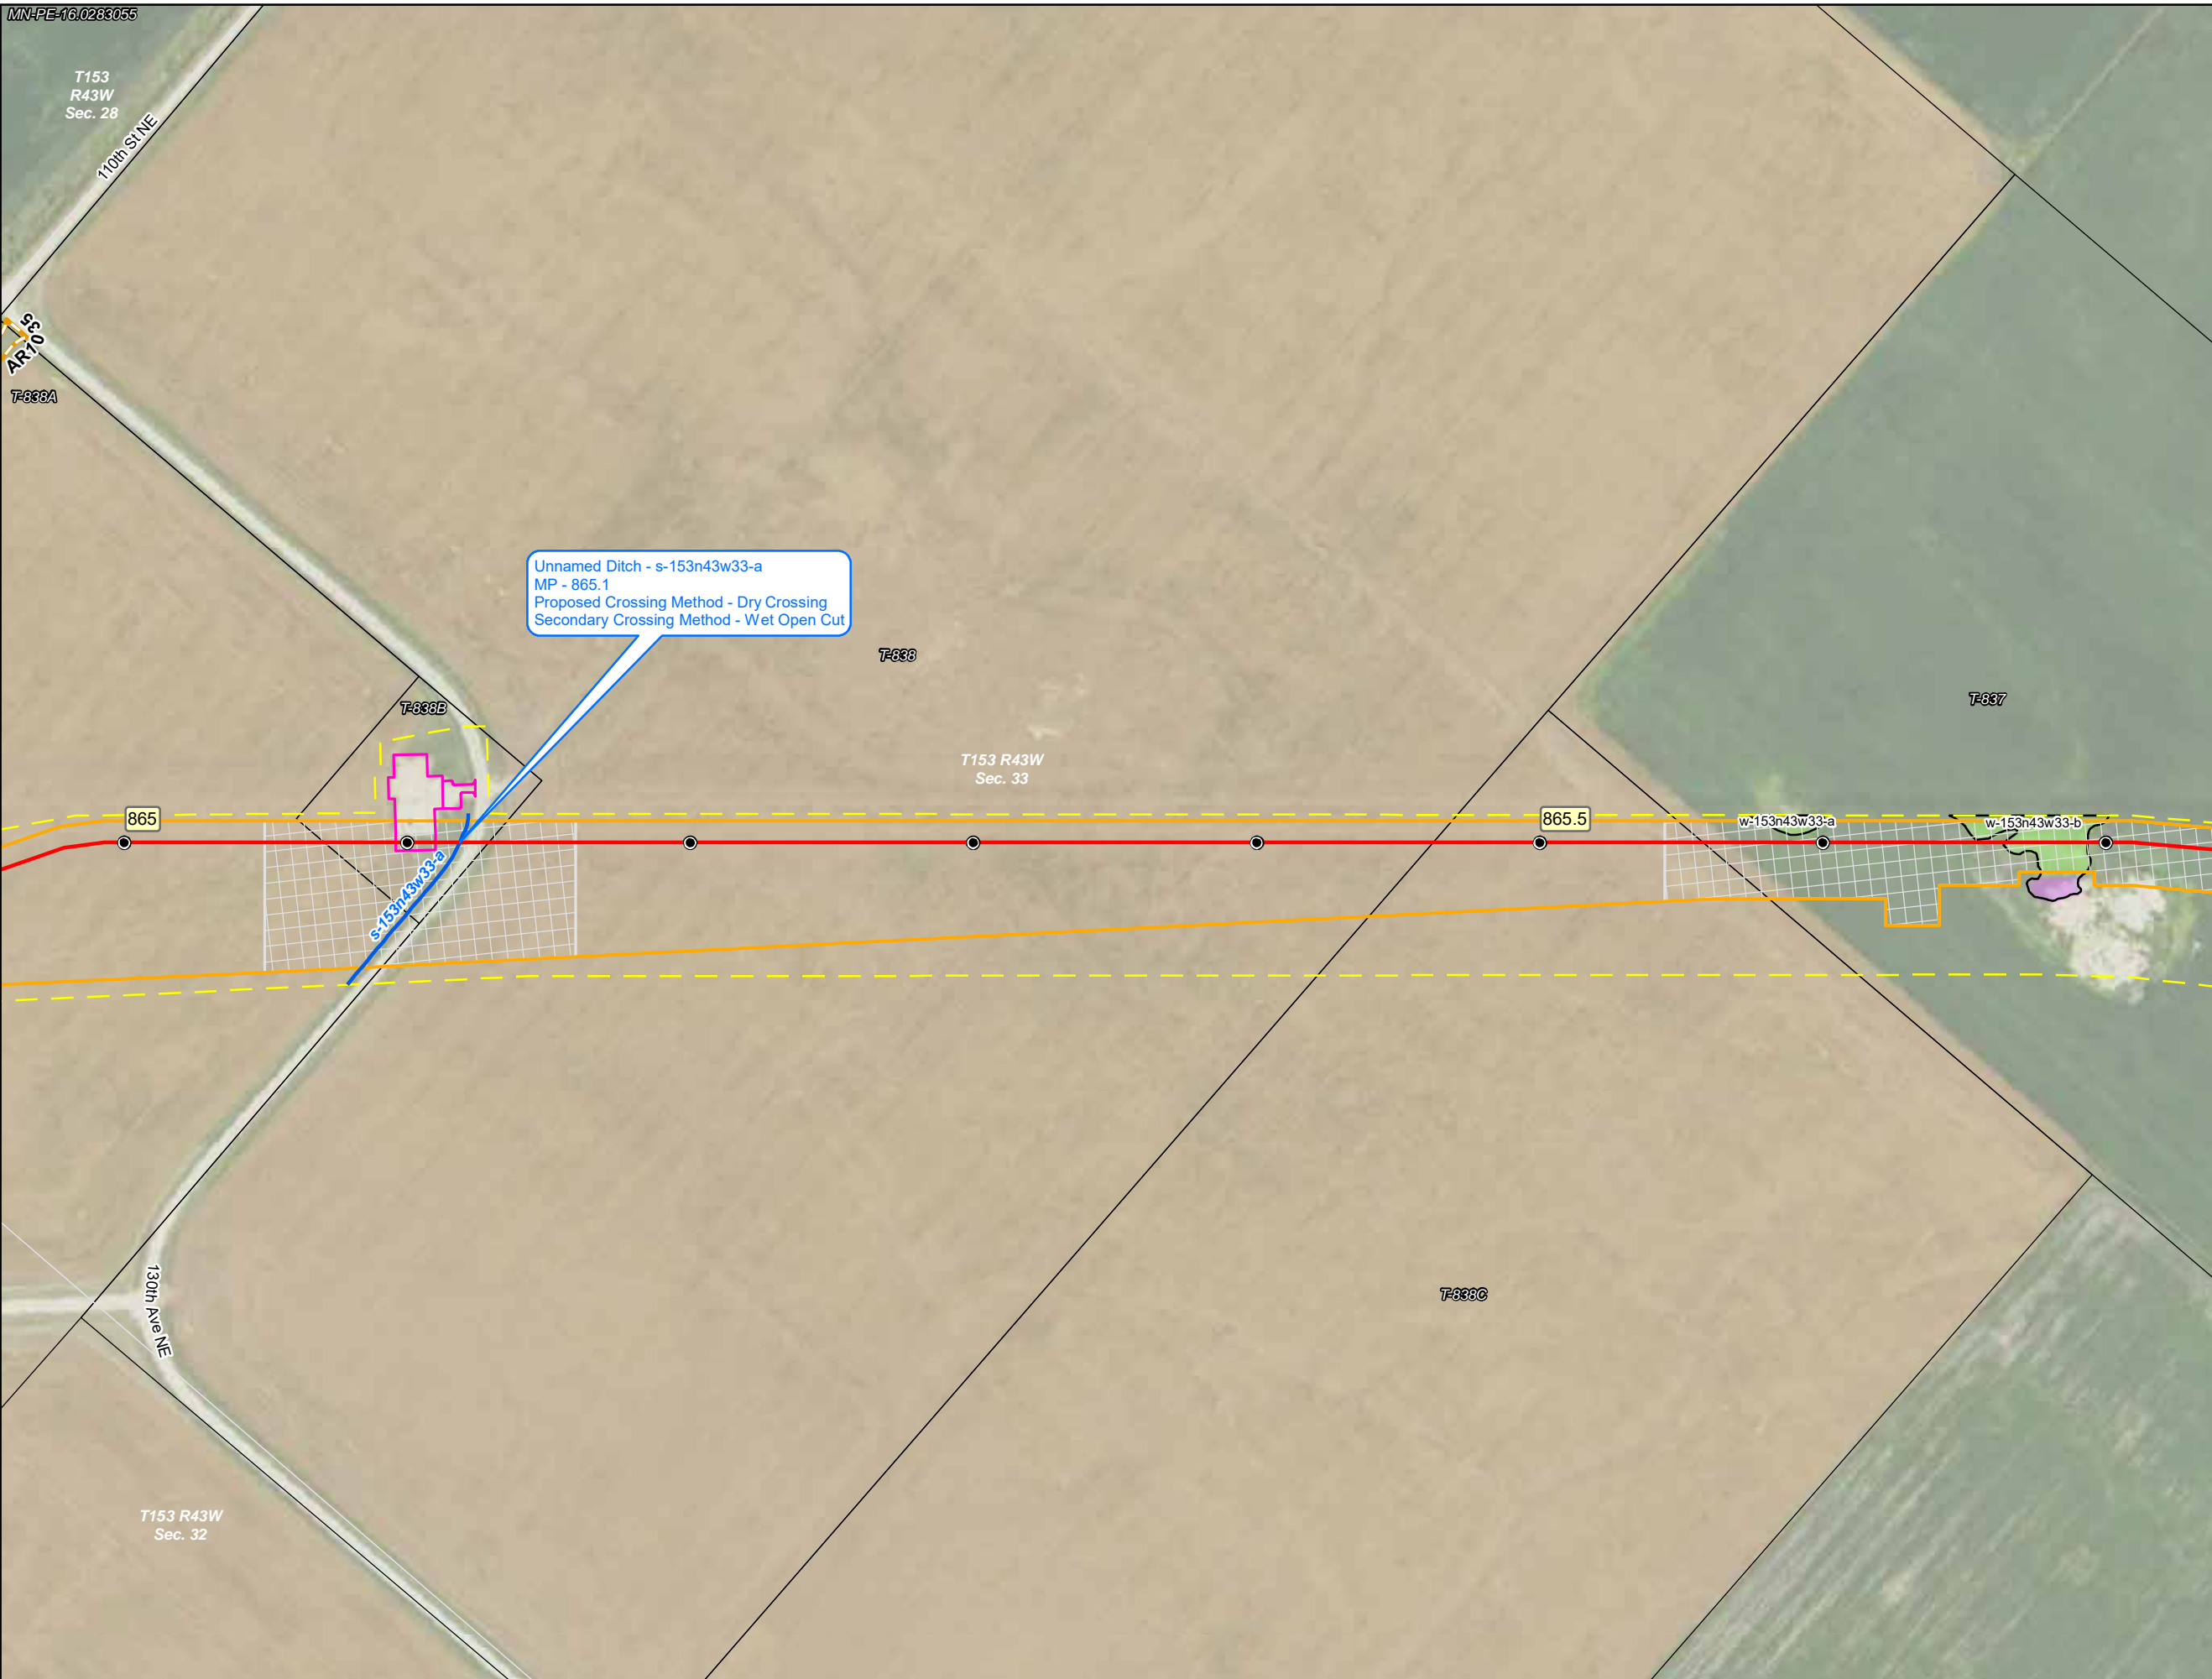 MN-PE-16.0283055
T153
R43W
Sec. 28
110th St NE
AR10
35
T-838A
Unnamed Ditch - s-153n43w33-a
MP - 865.1
Proposed Crossing Method - Dry Crossing
Secondary Crossing Method - Wet Open Cut
T-838
T-837
T-838B
T153 R43W
Sec. 33
865
865.5
w-153n43w33-a
w-153n43w33-b
s-153n43w33-a
130th Ave NE
T-838C
T153 R43W
Sec. 32